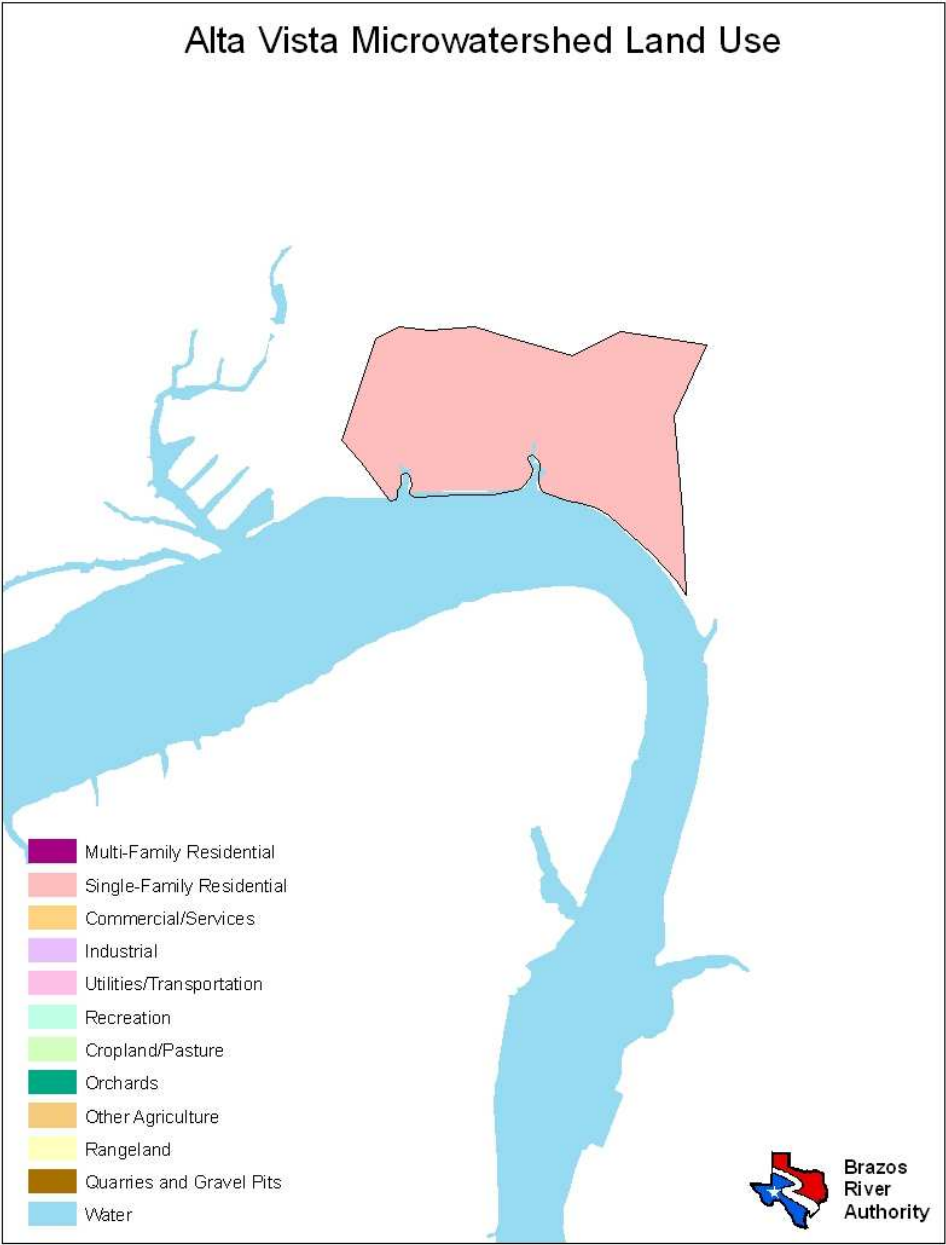 Alta Vista Microwatershed Land Use
Multi-Family Residential
Single-Family Residential
Commercial/Services
Industrial
Utilities/Transportation
Recreation
Cropland/Pasture
Orchards
Other Agriculture
Rangeland
Quarries and Gravel Pits
Water
Brazos
River
Authority